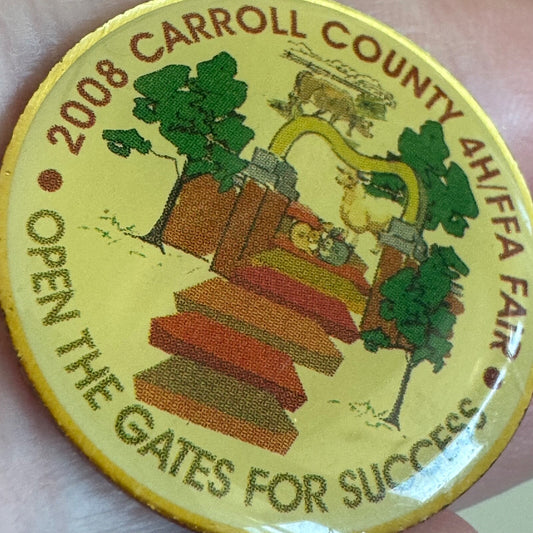 2008 CARROLL COUNTY 4H/FFA FAIR
OPEN THE GATES FOR SUCCESS